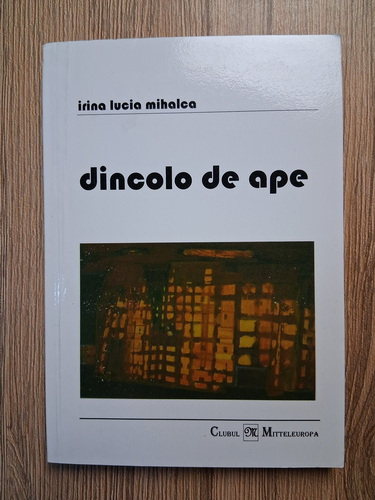 irina lucia mihalca
dincolo de ape
Clubul M Mitteleuropa